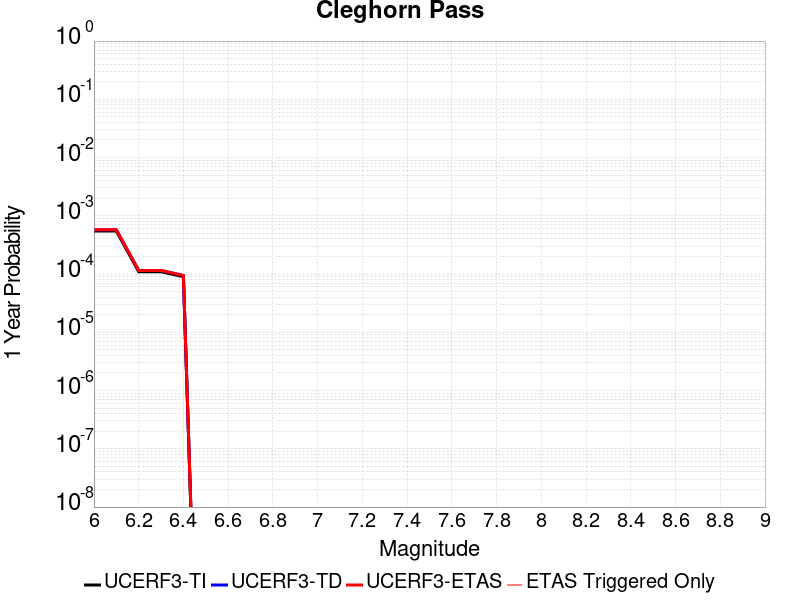 Cleghorn Pass
10^0
10^-1
10^-2
10^-3
10^-4
10^-5
10^-6
10^-7
10^-8
1 Year Probability
6 6.2 6.4 6.6 6.8 7 7.2 7.4 7.6 7.8 8 8.2 8.4 8.6 8.8 9
Magnitude
UCERF3-TI UCERF3-TD UCERF3-ETAS ETAS Triggered Only